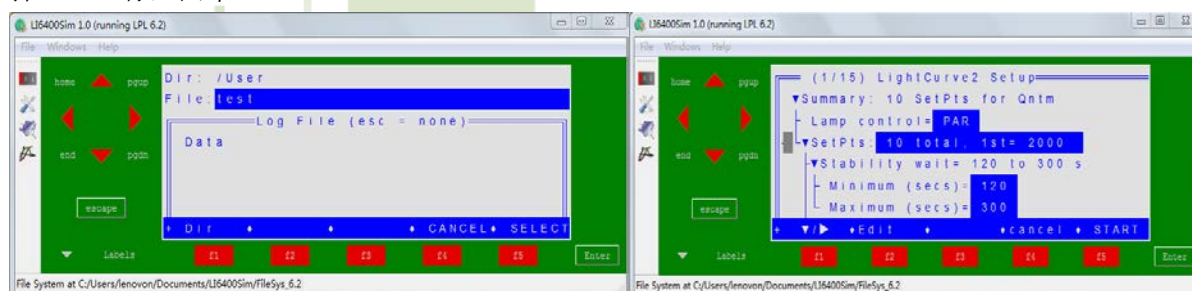 LI6400Sim 1.0 (running LPL 6.2)
File Windows Help
home pgup
end pgdn
escape
Dir: /User
File: test
Log File (esc = none)
Data
+ Dir ♦ ♦ ♦ CANCEL♦ SELECT
Labels f1 f2 f3 f4 f5 Enter
File System at C:/Users/lenovon/Documents/LI6400Sim/FileSys_6.2
LI6400Sim 1.0 (running LPL 6.2)
File Windows Help
home pgup
end pgdn
escape
(1/15) LightCurve2 Setup
▼Summary: 10 SetPts for Qntm
Lamp control= PAR
▼SetPts: 10 total, 1st= 2000
▼Stability wait= 120 to 300 s
Minimum (secs)= 120
Maximum (secs)= 300
+ ▼/▶ ♦Edit ♦ ♦cancel ♦ START
Labels f1 f2 f3 f4 f5 Enter
File System at C:/Users/lenovon/Documents/LI6400Sim/FileSys_6.2